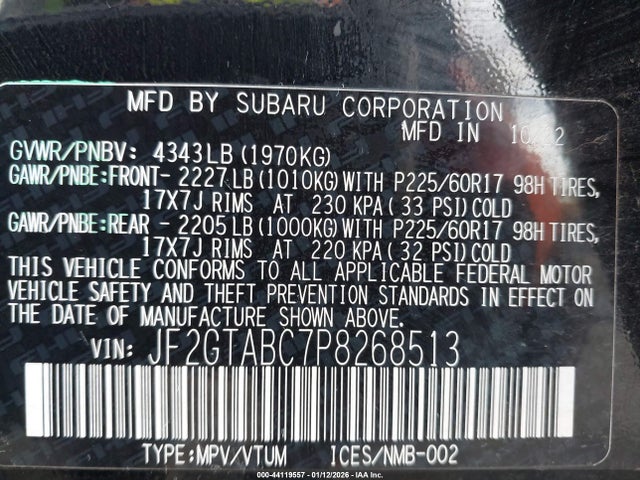 MFD BY SUBARU CORPORATION
MFD IN
GVWR/PNBV: 4343LB(1970KG)
GAWR/PNBE:FRONT-2227LB(1010KG)WITH P225/60R17 98H TIRES,
17X7J RIMS AT 230 KPA(33 PSI)COLD
GAWR/PNBE:REAR -2205LB(1000KG)WITH P225/60R17 98H TIRES,
17X7J RIMS AT 220 KPA(32 PSI)COLD
THIS VEHICLE CONFORMS TO ALL APPLICABLE FEDERAL MOTOR
VEHICLE SAFETY AND THEFT PREVENTION STANDARDS IN EFFECT ON
THE DATE OF MANUFACTURE SHOWN ABOVE.
VIN: JF2GTABC7P8268513
TYPE:MPV/VTUM ICES/NMB-002
000-44119557 - 01/12/2026 - IAA Inc.